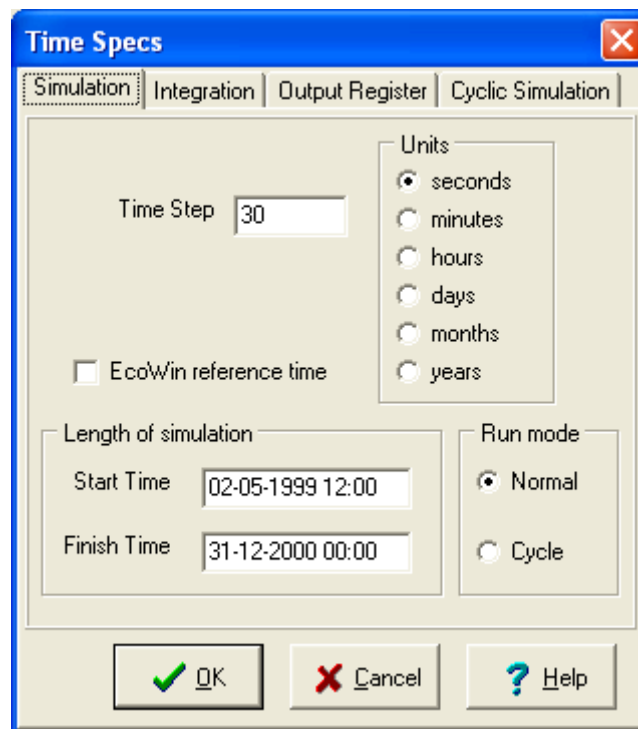 Time Specs
Simulation Integration Output Register Cyclic Simulation
Units
seconds
Time Step 30
minutes
hours
days
months
EcoWin reference time
years
Length of simulation
Run mode
Start Time 02-05-1999 12:00
Normal
Finish Time 31-12-2000 00:00
Cycle
OK Cancel Help